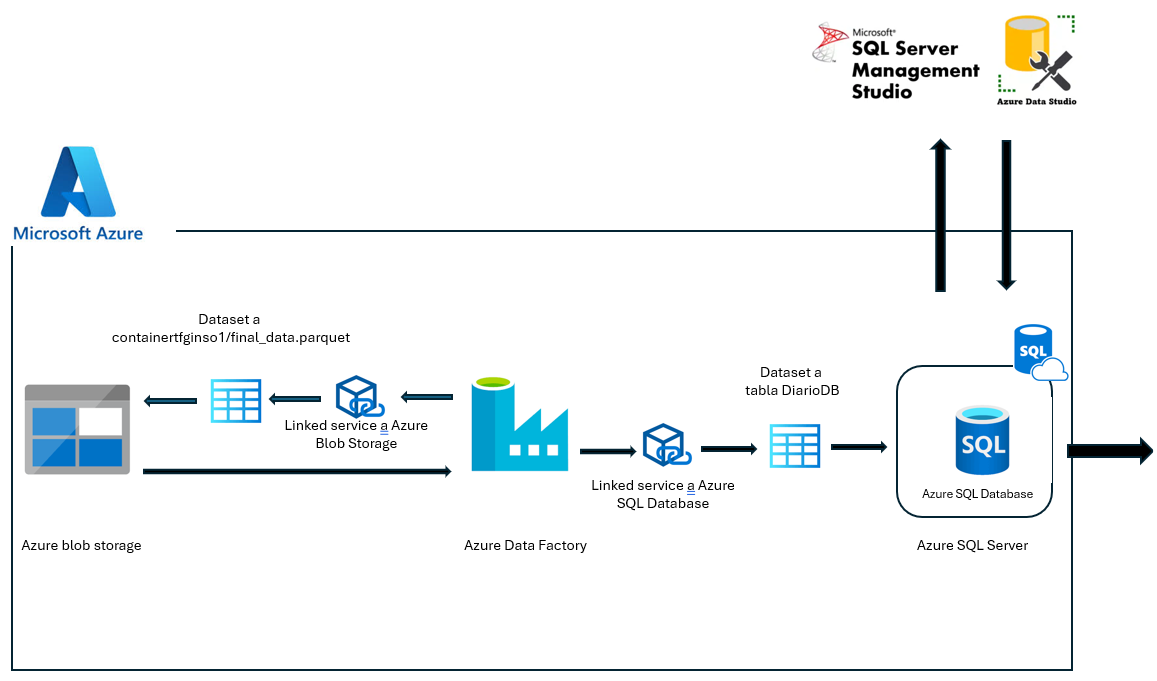 Microsoft®
SQL Server
Management
Studio
Azure Data Studio
Microsoft Azure
Dataset a
containertfginso1/final_data.parquet
Linked service a Azure
Blob Storage
Dataset a
tabla DiarioDB
Linked service a Azure
SQL Database
SQL
SQL
Azure SQL Database
Azure blob storage
Azure Data Factory
Azure SQL Server